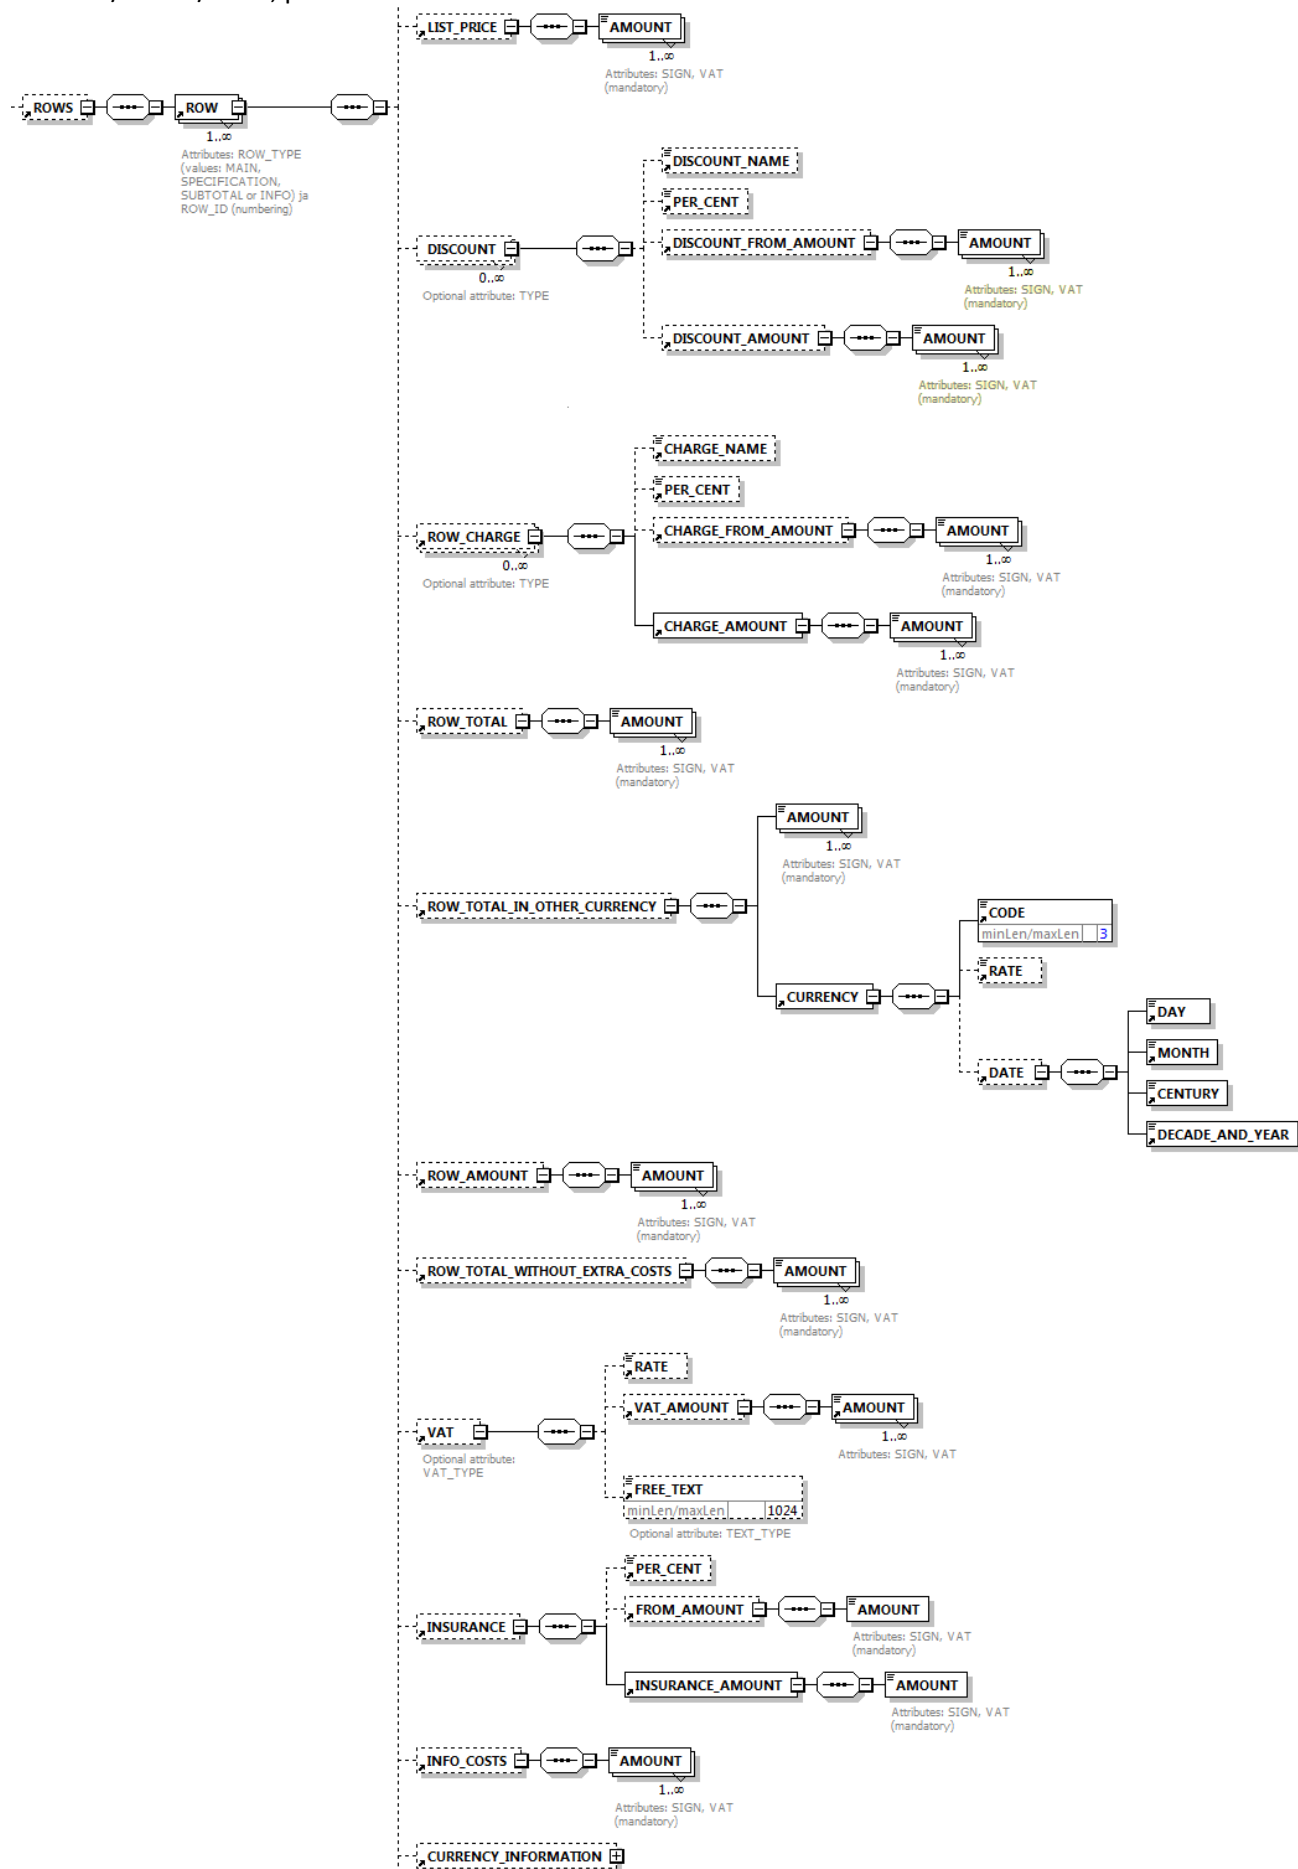 LIST_PRICE
AMOUNT
1..∞
Attributes: SIGN, VAT
(mandatory)
ROWS
ROW
1..∞
Attributes: ROW_TYPE
(values: MAIN,
SPECIFICATION,
SUBTOTAL or INFO) ja
ROW_ID (numbering)
DISCOUNT
0..∞
Optional attribute: TYPE
DISCOUNT_NAME
PER_CENT
DISCOUNT_FROM_AMOUNT
AMOUNT
1..∞
Attributes: SIGN, VAT
(mandatory)
DISCOUNT_AMOUNT
AMOUNT
1..∞
Attributes: SIGN, VAT
(mandatory)
ROW_CHARGE
0..∞
Optional attribute: TYPE
CHARGE_NAME
PER_CENT
CHARGE_FROM_AMOUNT
AMOUNT
1..∞
Attributes: SIGN, VAT
(mandatory)
CHARGE_AMOUNT
AMOUNT
1..∞
Attributes: SIGN, VAT
(mandatory)
ROW_TOTAL
AMOUNT
1..∞
Attributes: SIGN, VAT
(mandatory)
ROW_TOTAL_IN_OTHER_CURRENCY
AMOUNT
1..∞
Attributes: SIGN, VAT
(mandatory)
CURRENCY
CODE
minLen/maxLen 3
RATE
DATE
DAY
MONTH
CENTURY
DECADE_AND_YEAR
ROW_AMOUNT
AMOUNT
1..∞
Attributes: SIGN, VAT
(mandatory)
ROW_TOTAL_WITHOUT_EXTRA_COSTS
AMOUNT
1..∞
Attributes: SIGN, VAT
(mandatory)
VAT
Optional attribute:
VAT_TYPE
RATE
VAT_AMOUNT
AMOUNT
1..∞
Attributes: SIGN, VAT
FREE_TEXT
minLen/maxLen 1024
Optional attribute: TEXT_TYPE
INSURANCE
PER_CENT
FROM_AMOUNT
AMOUNT
Attributes: SIGN, VAT
(mandatory)
INSURANCE_AMOUNT
AMOUNT
Attributes: SIGN, VAT
(mandatory)
INFO_COSTS
AMOUNT
1..∞
Attributes: SIGN, VAT
(mandatory)
CURRENCY_INFORMATION